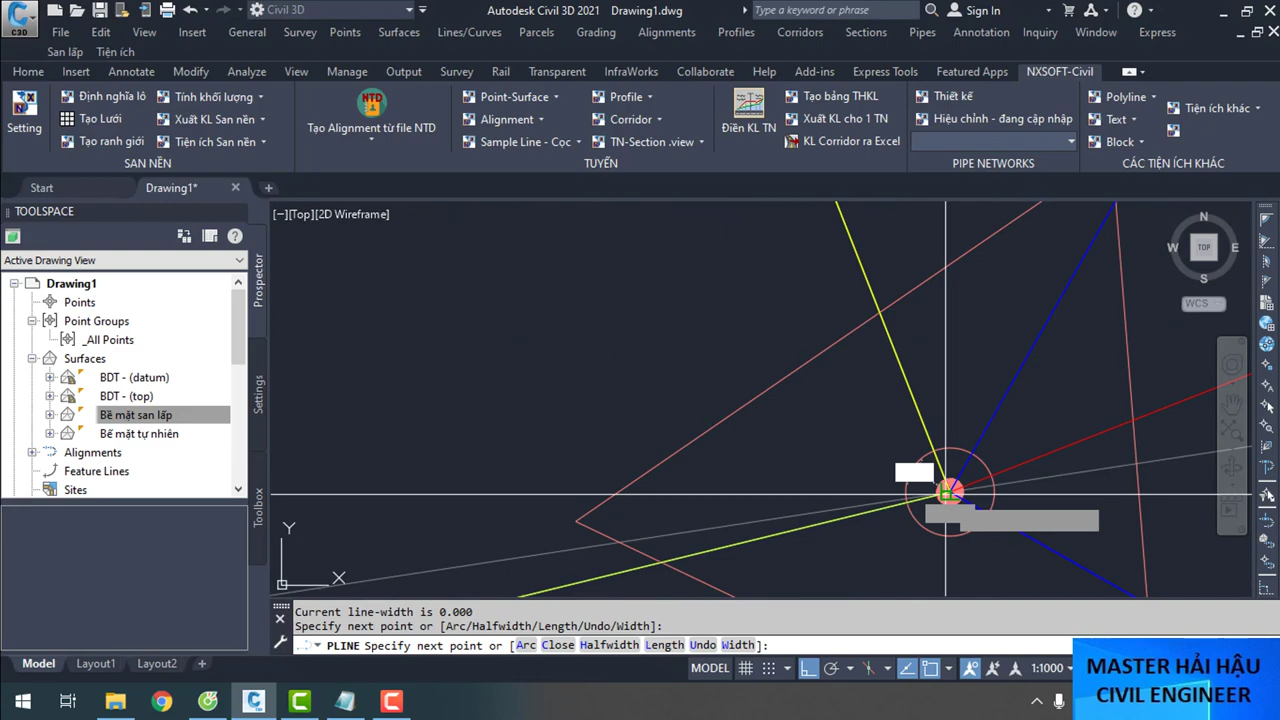 C3D
Civil 3D
Autodesk Civil 3D 2021 Drawing1.dwg
Type a keyword or phrase
Sign In
File Edit View Insert General Survey Points Surfaces Lines/Curves Parcels Grading Alignments Profiles Corridors Sections Pipes Annotation Inquiry Window Express
San lấp Tiện ích
Home Insert Annotate Modify Analyze View Manage Output Survey Rail Transparent InfraWorks Collaborate Help Add-ins Express Tools Featured Apps NXSOFT-Civil
Định nghĩa lô Tính khối lượng Point-Surface Profile Tạo bảng THKL Thiết kế Polyline
Tiện ích khác
Setting Tạo Lưới Xuất KL San nền Tạo Alignment từ file NTD Alignment Corridor Điền KL TN Xuất KL cho 1 TN Hiệu chỉnh - đang cập nhập Text
Tạo ranh giới Tiện ích San nền Sample Line - Cọc TN-Section .view KL Corridor ra Excel Block
SAN NỀN TUYẾN PIPE NETWORKS CÁC TIỆN ÍCH KHÁC
Start Drawing1*
TOOLSPACE
[−][Top][2D Wireframe]
Active Drawing View
Drawing1
Points
Point Groups
_All Points
Surfaces
BDT - (datum)
BDT - (top)
Bề mặt san lấp
Bế mặt tự nhiên
Alignments
Feature Lines
Sites
Prospector
Settings
Toolbox
N
W TOP E
S
WCS
Y
X
Current line-width is 0.000
Specify next point or [Arc/Halfwidth/Length/Undo/Width]:
PLINE Specify next point or [Arc Close Halfwidth Length Undo Width]:
Model Layout1 Layout2
MODEL
1:1000
MASTER HẢI HẬU
CIVIL ENGINEER